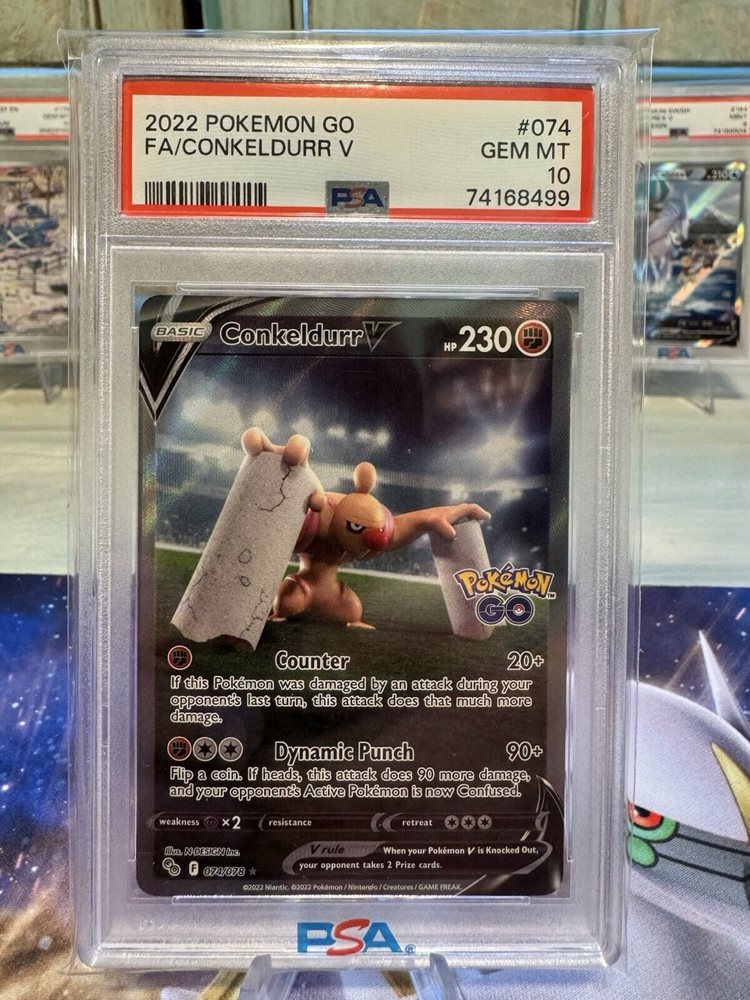 2022 POKEMON GO #074
FA/CONKELDURR V GEM MT
10
PSA 74168499
BASIC Conkeldurr V HP 230
Pokémon
GO
Counter 20+
If this Pokémon was damaged by an attack during your
opponent's last turn, this attack does that much more
damage.
Dynamic Punch 90+
Flip a coin. If heads, this attack does 90 more damage,
and your opponent's Active Pokémon is now Confused.
weakness ×2 resistance retreat
Illus. N-DESIGN Inc.
V rule When your Pokémon V is Knocked Out,
your opponent takes 2 Prize cards.
F 074/078
©2022 Niantic. ©2022 Pokémon / Nintendo / Creatures / GAME FREAK.
PSA